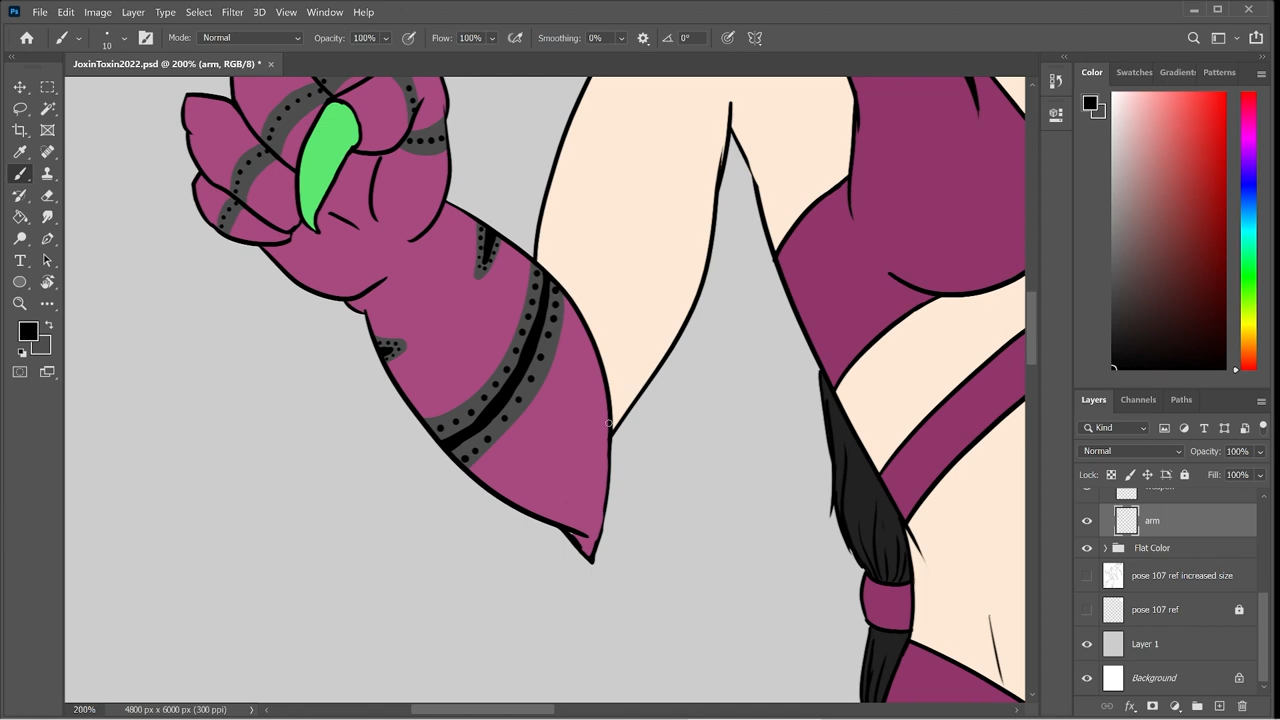 Ps File Edit Image Layer Type Select Filter 3D View Window Help
10 Mode: Normal Opacity: 100% Flow: 100% Smoothing: 0% 0°
JoxinToxin2022.psd @ 200% (arm, RGB/8) * ×
Color Swatches Gradients Patterns
Layers Channels Paths
Kind
Normal Opacity: 100%
Lock: Fill: 100%
arm
Flat Color
pose 107 ref increased size
pose 107 ref
Layer 1
Background
200% 4800 px x 6000 px (300 ppi)